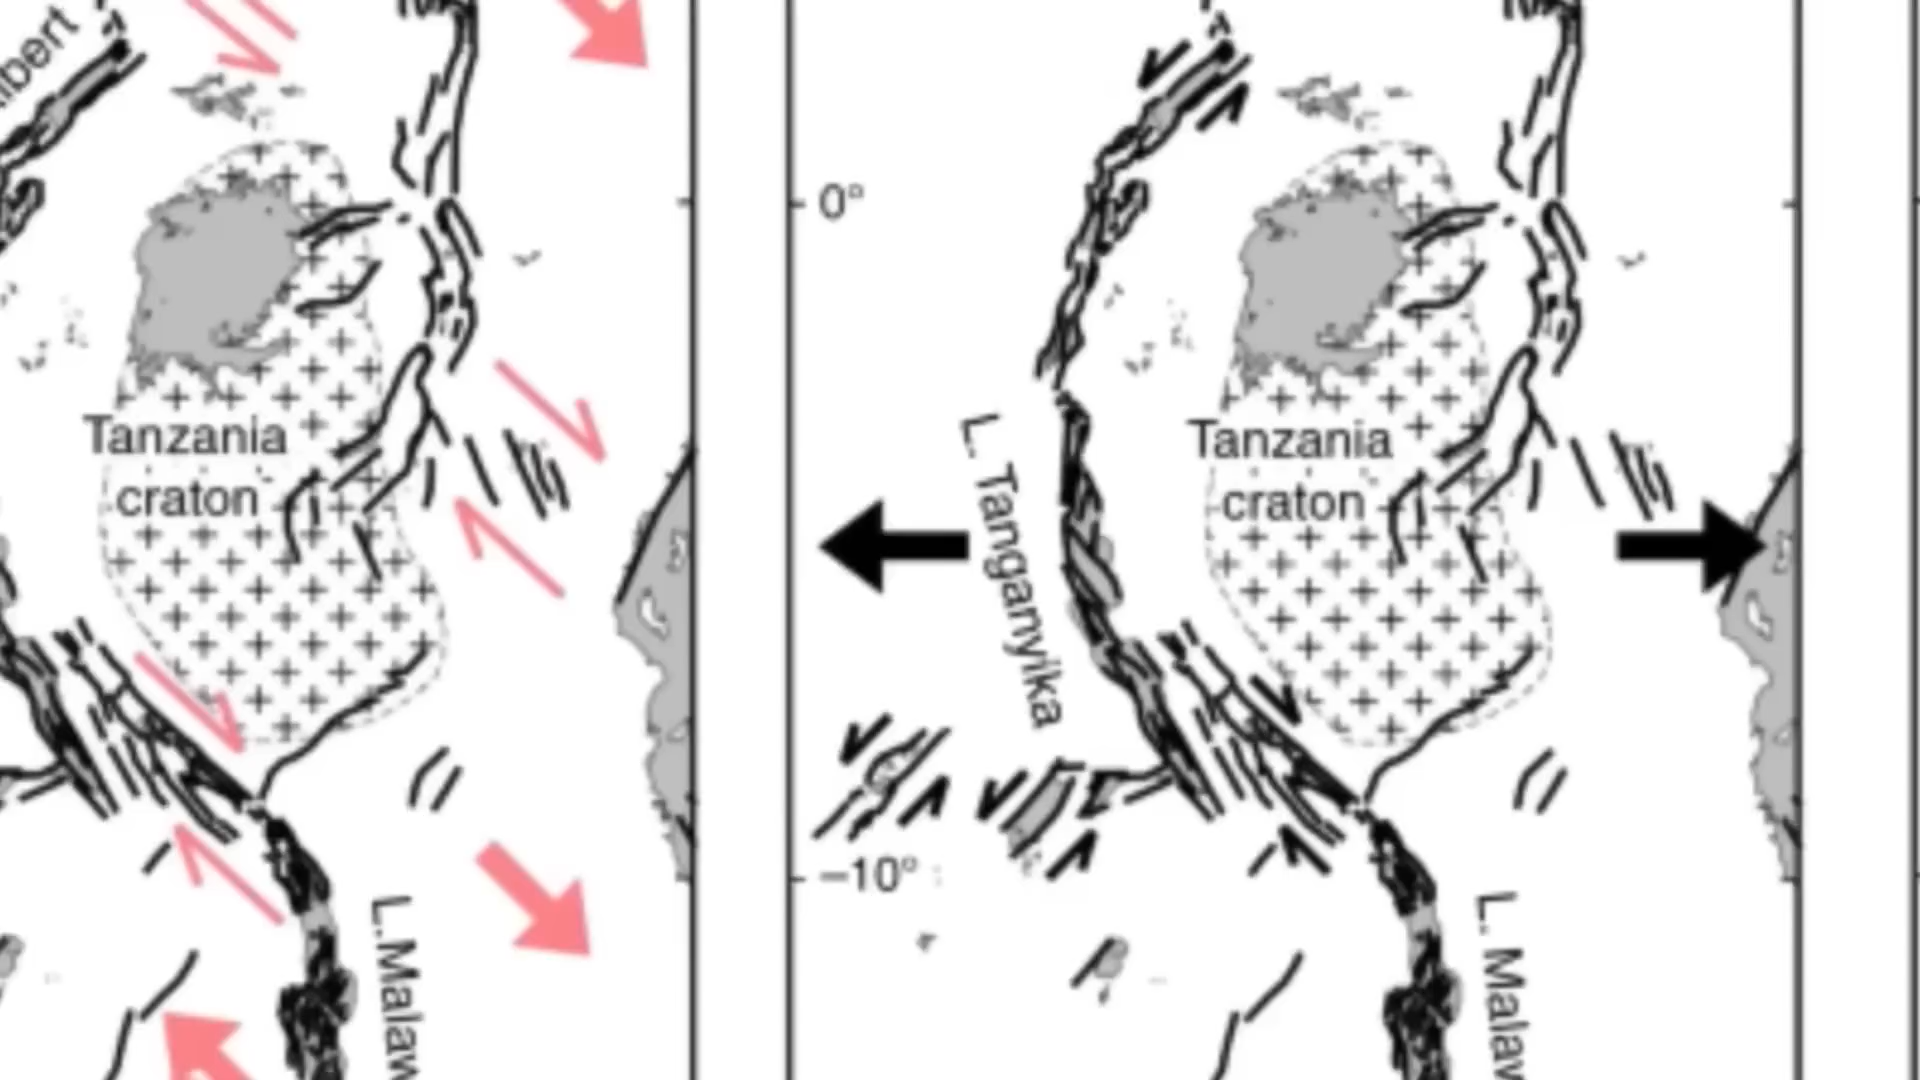 Tanzania
craton
L.Malaw
0°
L. Tanganyika
Tanzania
craton
–10°
L. Malaw